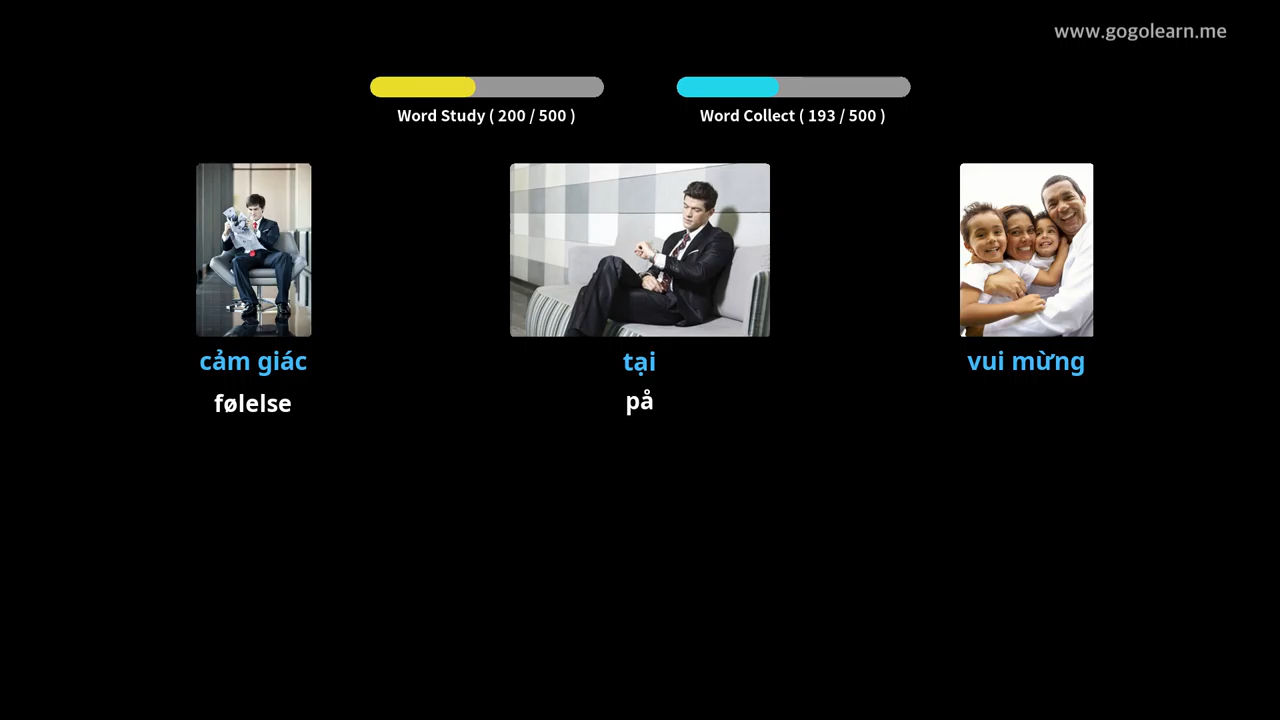 www.gogolearn.me
Word Study ( 200 / 500 )
Word Collect ( 193 / 500 )
cảm giác
tại
vui mừng
følelse
på